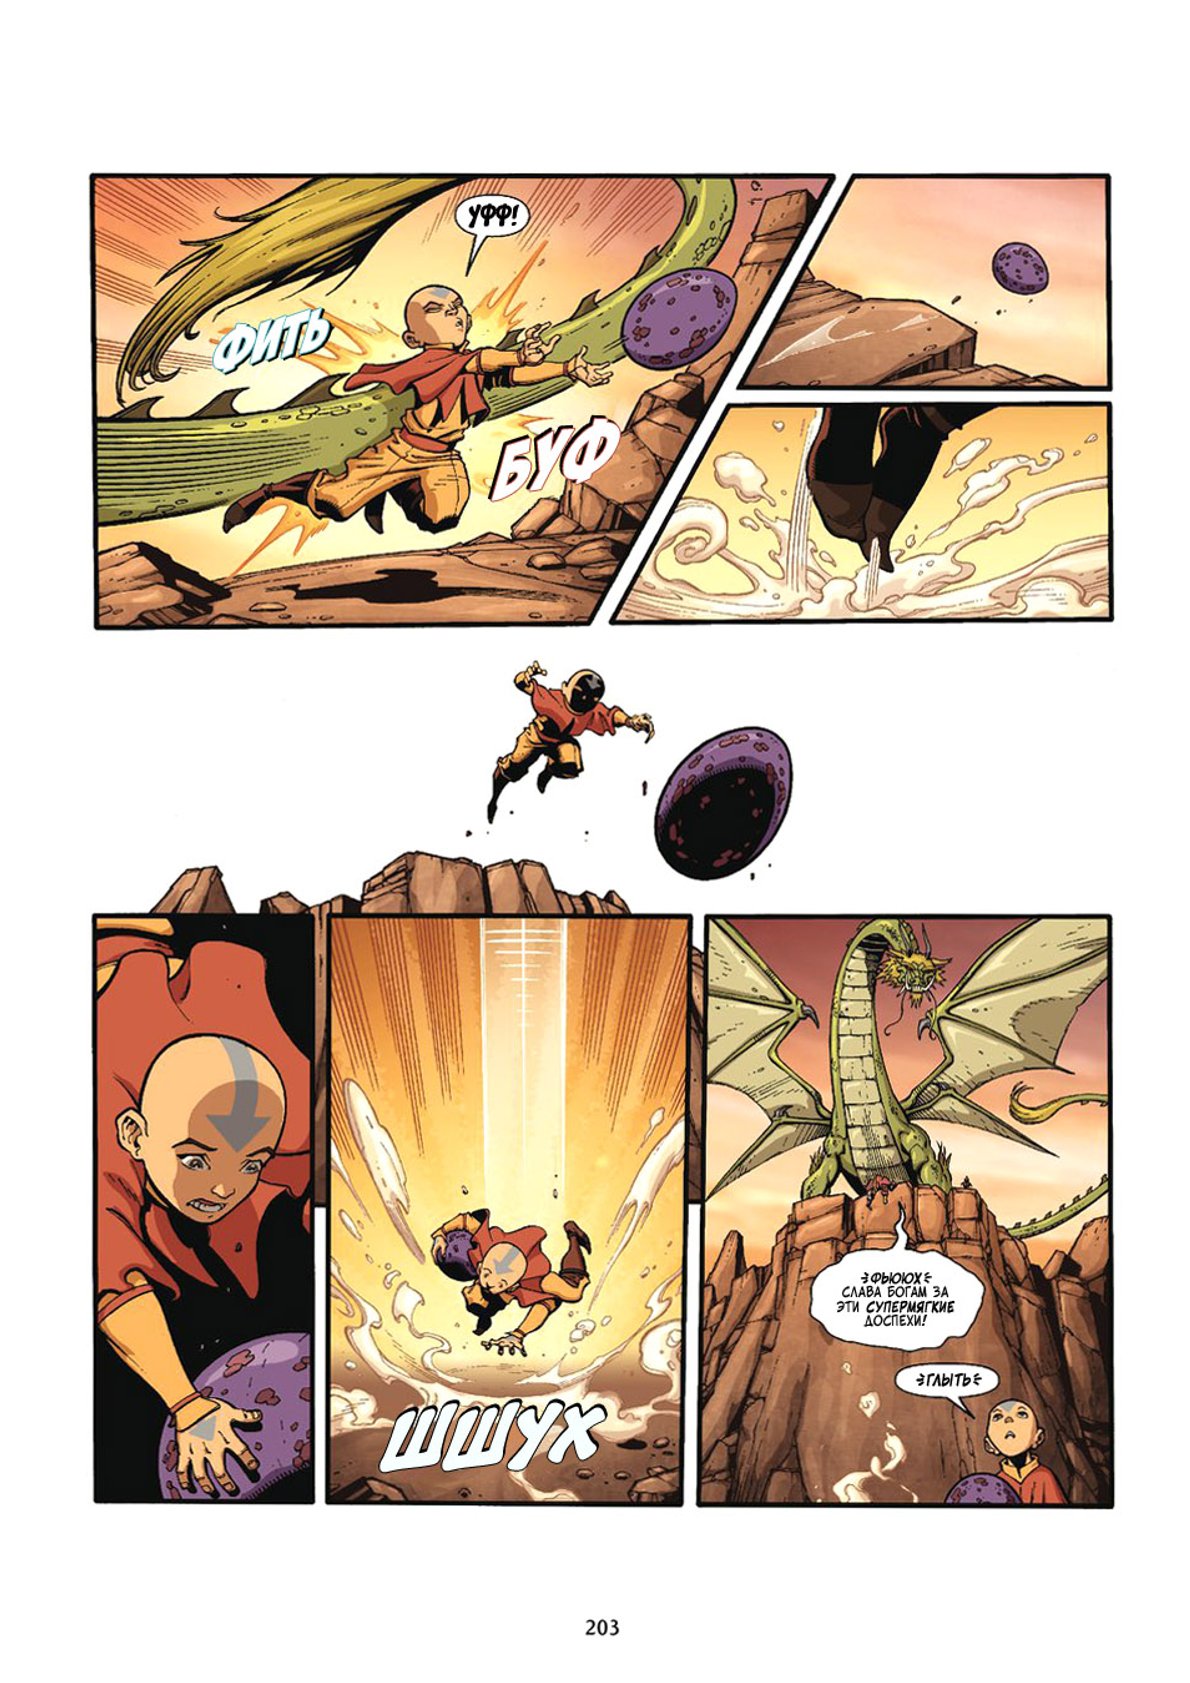 УФФ!
ФИТЬ
БУФ
ШШУХ
ФЬЮЮХ
СЛАВА БОГАМ ЗА
ЭТИ СУПЕРМЯГКИЕ
ДОСПЕХИ!
ГЛЫТЬ
203